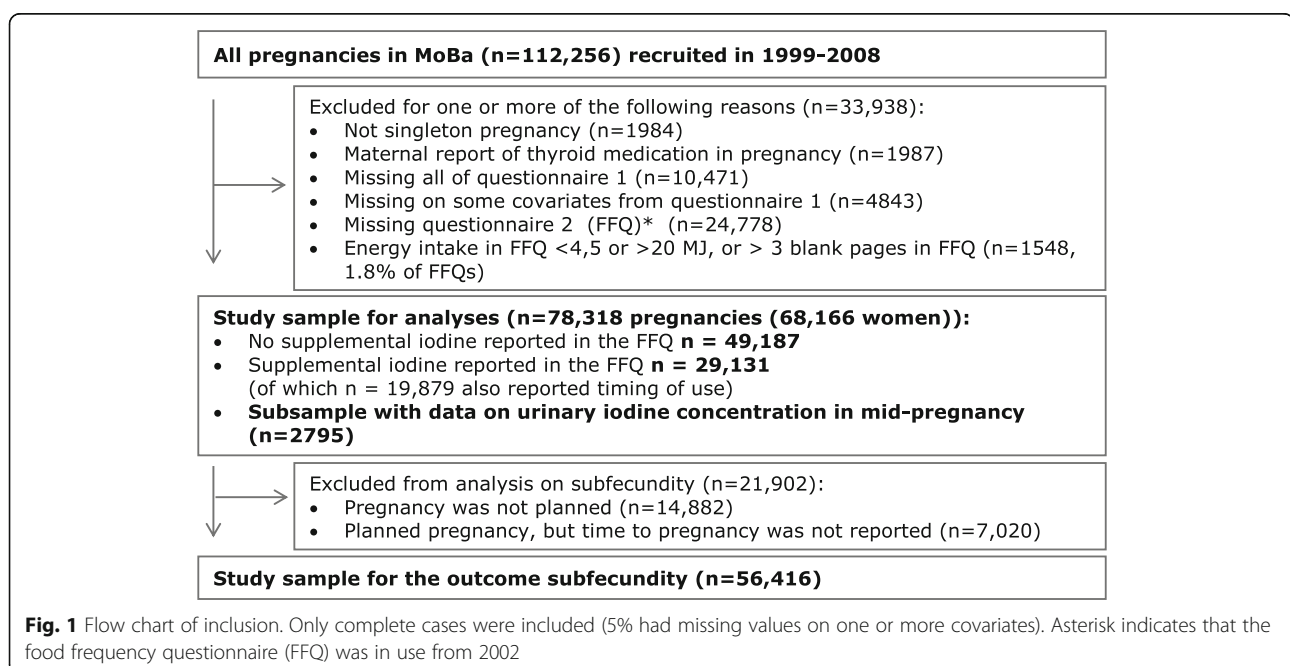 All pregnancies in MoBa (n=112,256) recruited in 1999-2008
Excluded for one or more of the following reasons (n=33,938):
• Not singleton pregnancy (n=1984)
• Maternal report of thyroid medication in pregnancy (n=1987)
• Missing all of questionnaire 1 (n=10,471)
• Missing on some covariates from questionnaire 1 (n=4843)
• Missing questionnaire 2 (FFQ)* (n=24,778)
• Energy intake in FFQ <4,5 or >20 MJ, or > 3 blank pages in FFQ (n=1548,
1.8% of FFQs)
Study sample for analyses (n=78,318 pregnancies (68,166 women)):
• No supplemental iodine reported in the FFQ n = 49,187
• Supplemental iodine reported in the FFQ n = 29,131
(of which n = 19,879 also reported timing of use)
• Subsample with data on urinary iodine concentration in mid-pregnancy
(n=2795)
Excluded from analysis on subfecundity (n=21,902):
• Pregnancy was not planned (n=14,882)
• Planned pregnancy, but time to pregnancy was not reported (n=7,020)
Study sample for the outcome subfecundity (n=56,416)
Fig. 1 Flow chart of inclusion. Only complete cases were included (5% had missing values on one or more covariates). Asterisk indicates that the
food frequency questionnaire (FFQ) was in use from 2002